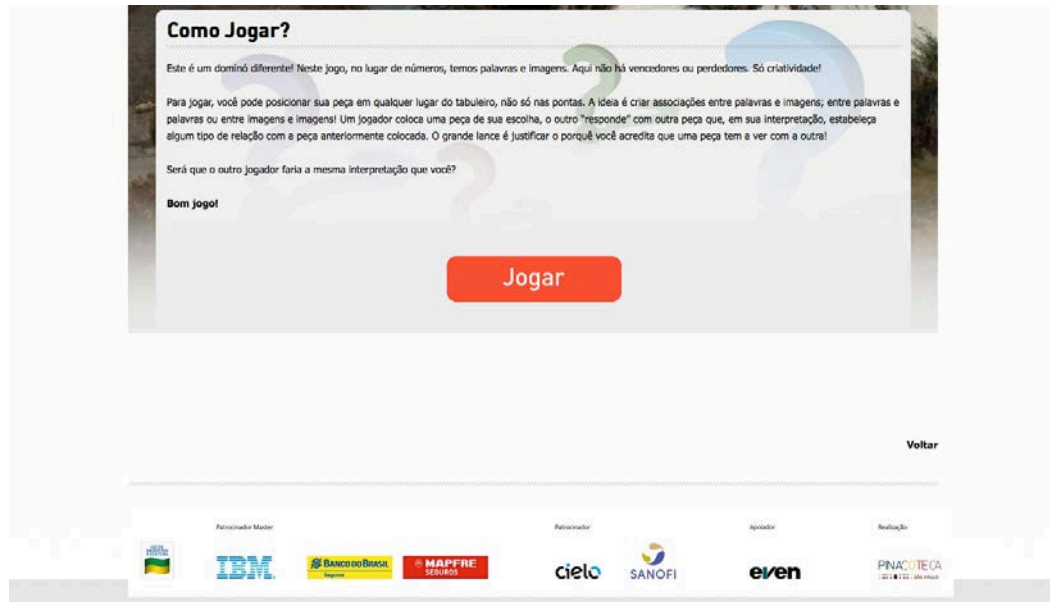 Como Jogar?
Este é um dominó diferente! Neste jogo, no lugar de números, temos palavras e imagens. Aqui não há vencedores ou perdedores. Só criatividade!
Para jogar, você pode posicionar sua peça em qualquer lugar do tabuleiro, não só nas pontas. A ideia é criar associações entre palavras e imagens; entre palavras e
palavras ou entre imagens e imagens! Um jogador coloca uma peça de sua escolha, o outro "responde" com outra peça que, em sua interpretação, estabeleça
algum tipo de relação com a peça anteriormente colocada. O grande lance é justificar o porquê você acredita que uma peça tem a ver com a outra!
Será que o outro jogador faria a mesma interpretação que você?
Bom jogo!
Jogar
Voltar
Patrocinador Master
Patrocinador
Apoiador
Realização
IBM
BANCO DO BRASIL
Seguros
MAPFRE
SEGUROS
cielo
SANOFI
even
PINACOTECA